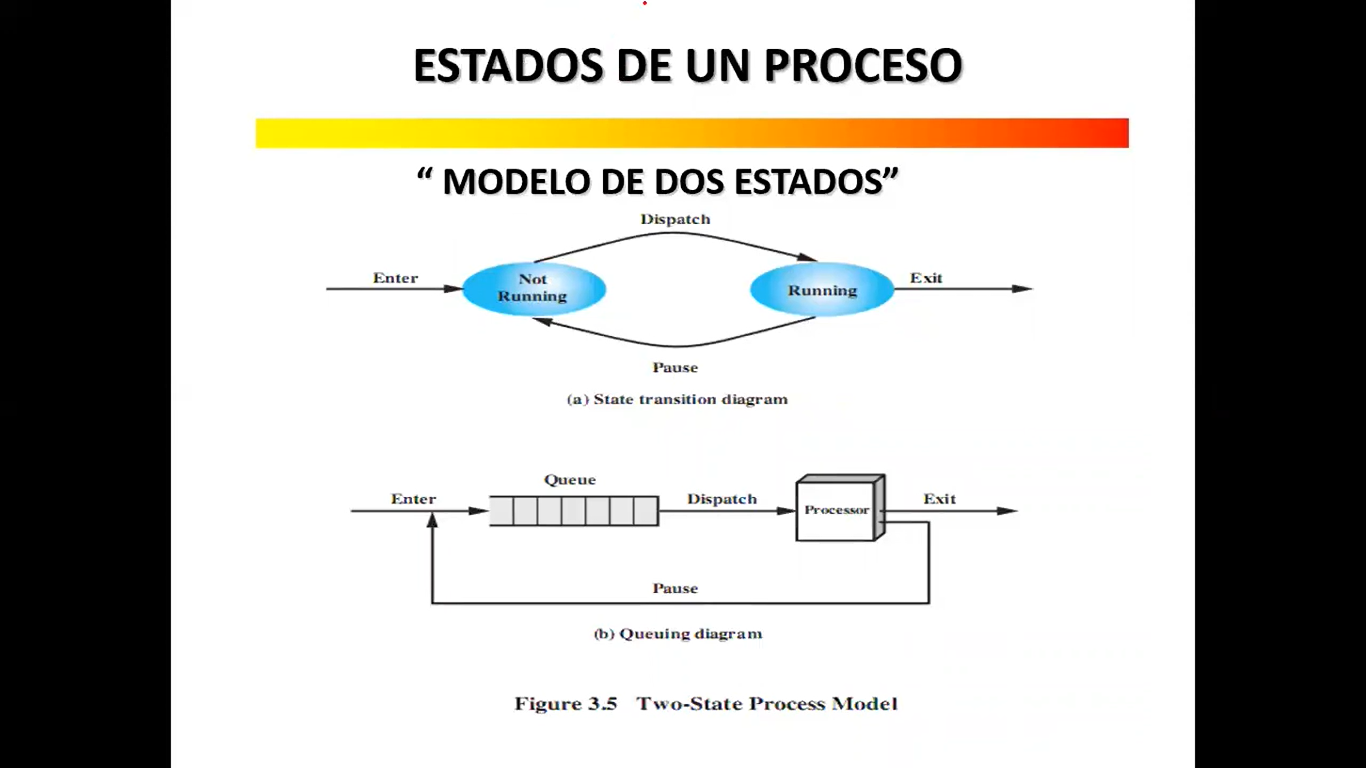 ESTADOS DE UN PROCESO
“ MODELO DE DOS ESTADOS”
Dispatch
Enter
Not
Running
Running
Exit
Pause
(a) State transition diagram
Queue
Enter
Dispatch
Processor
Exit
Pause
(b) Queuing diagram
Figure 3.5 Two-State Process Model